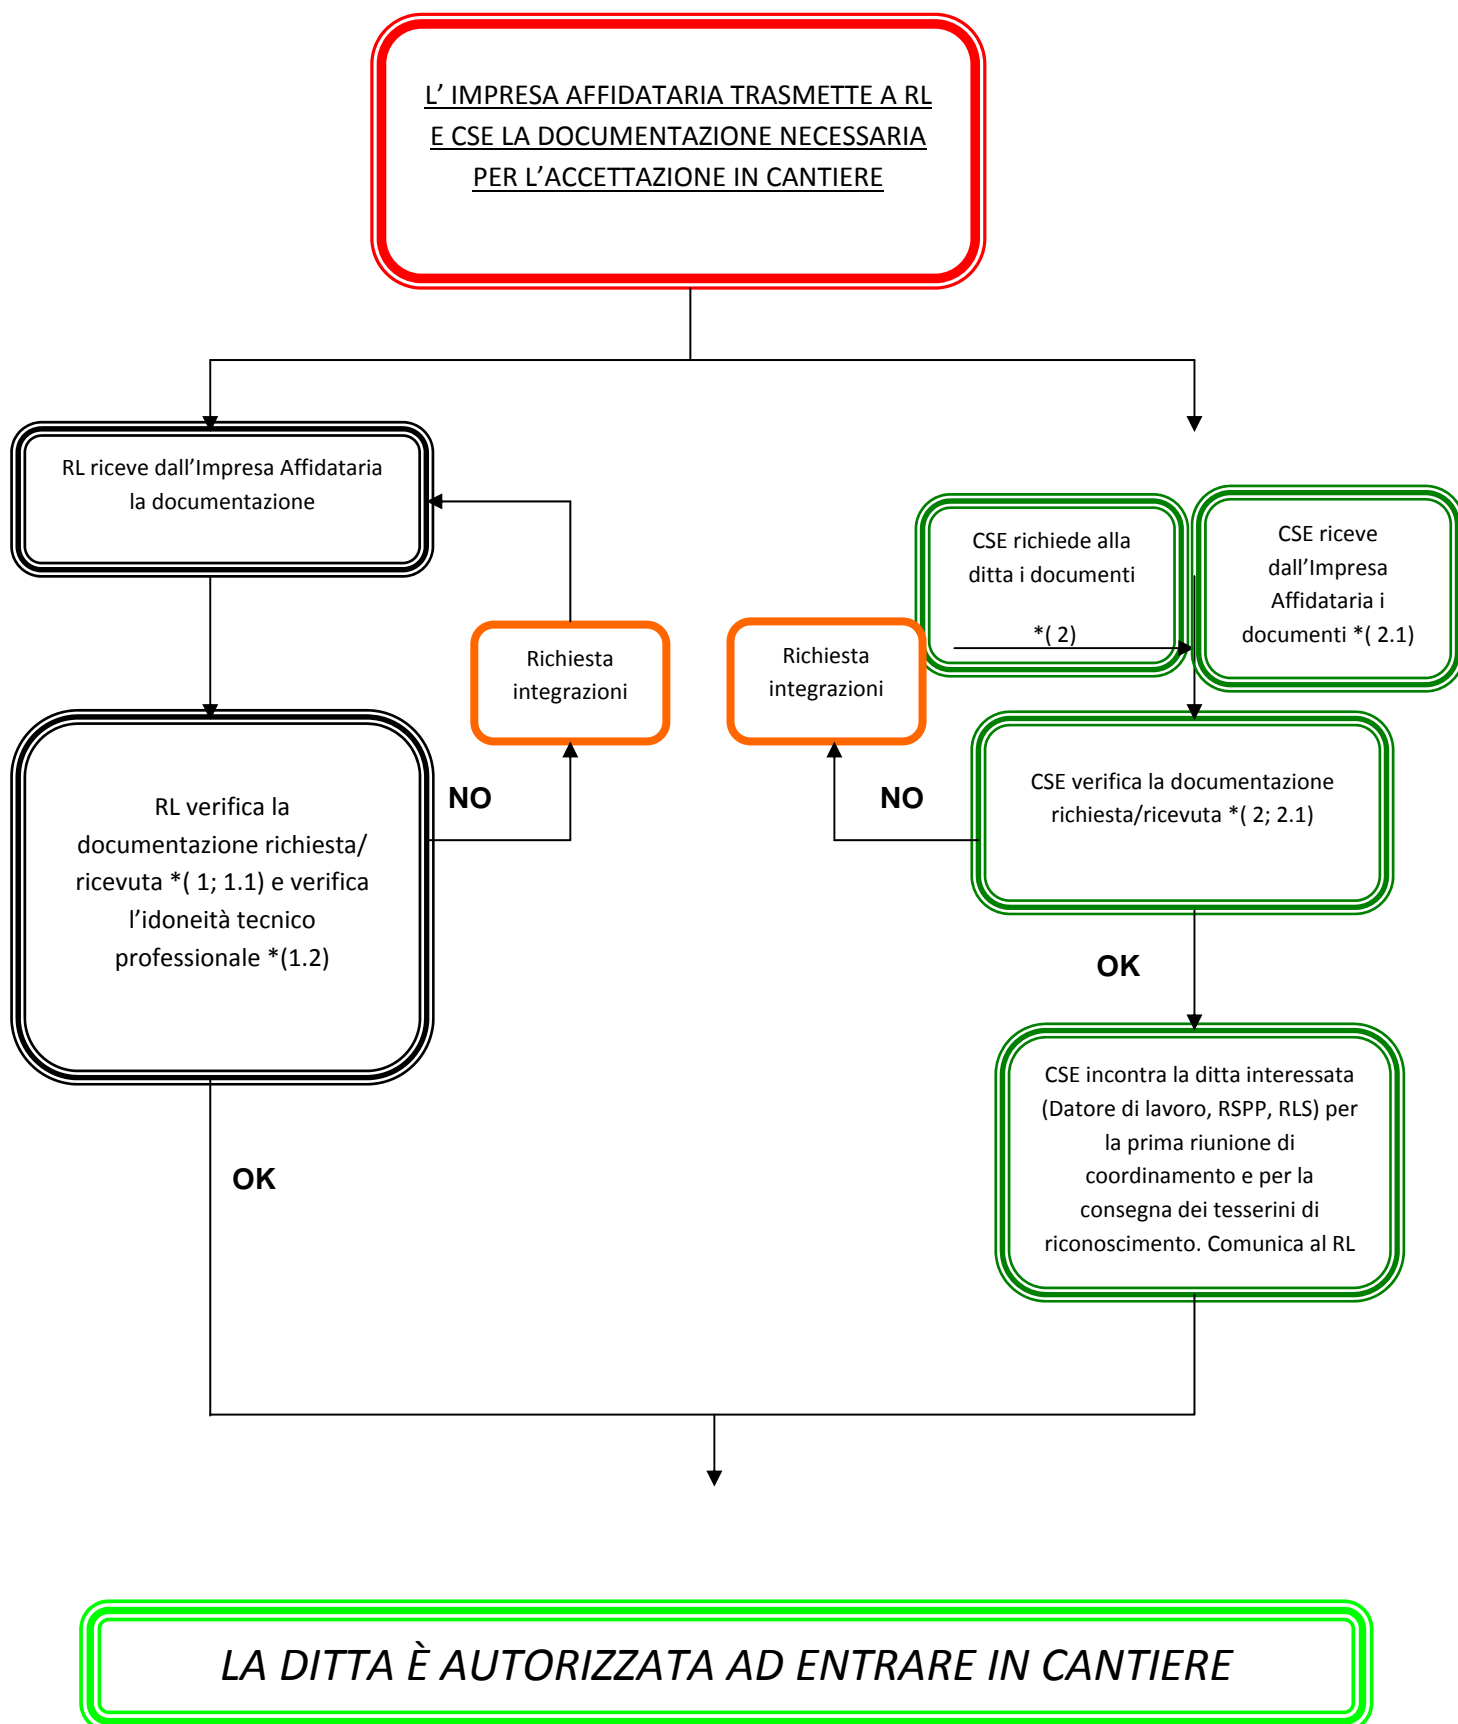 L’ IMPRESA AFFIDATARIA TRASMETTE A RL
E CSE LA DOCUMENTAZIONE NECESSARIA
PER L’ACCETTAZIONE IN CANTIERE
RL riceve dall’Impresa Affidataria
la documentazione
CSE richiede alla
ditta i documenti
*( 2)
CSE riceve
dall’Impresa
Affidataria i
documenti *( 2.1)
Richiesta
integrazioni
Richiesta
integrazioni
RL verifica la
documentazione richiesta/
ricevuta *( 1; 1.1) e verifica
l’idoneità tecnico
professionale *(1.2)
NO
NO
CSE verifica la documentazione
richiesta/ricevuta *( 2; 2.1)
OK
CSE incontra la ditta interessata
(Datore di lavoro, RSPP, RLS) per
la prima riunione di
coordinamento e per la
consegna dei tesserini di
riconoscimento. Comunica al RL
OK
LA DITTA È AUTORIZZATA AD ENTRARE IN CANTIERE